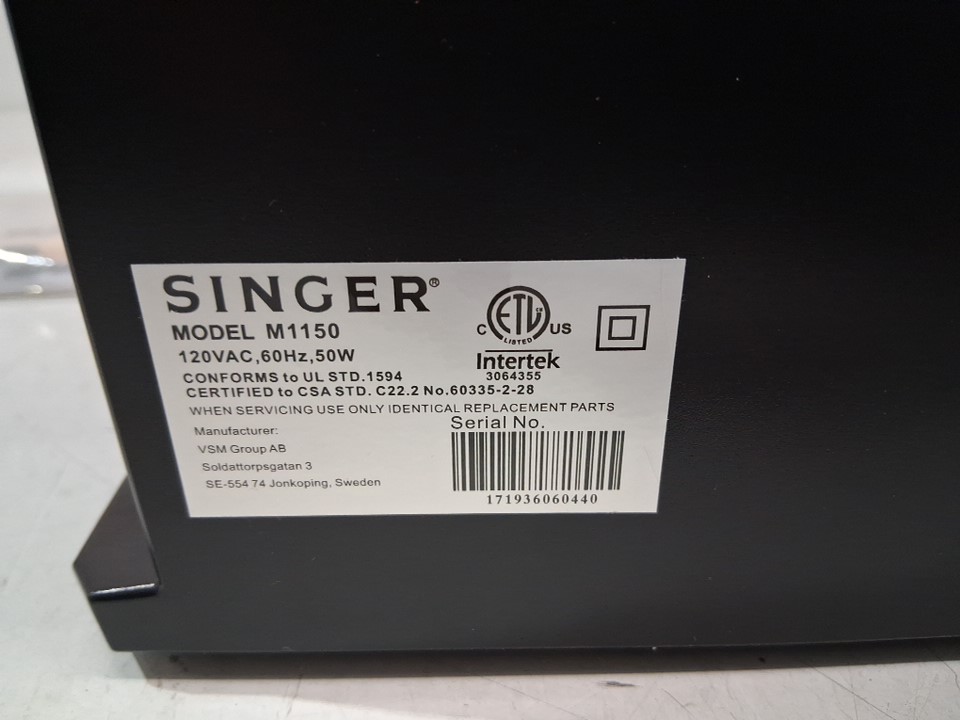 SINGER®
MODEL M1150
120VAC,60Hz,50W
CONFORMS to UL STD.1594
CERTIFIED to CSA STD. C22.2 No.60335-2-28
WHEN SERVICING USE ONLY IDENTICAL REPLACEMENT PARTS
Manufacturer:
VSM Group AB
Soldattorpsgatan 3
SE-554 74 Jonkoping, Sweden
C ETL US
LISTED
Intertek
3064355
Serial No.
171936060440